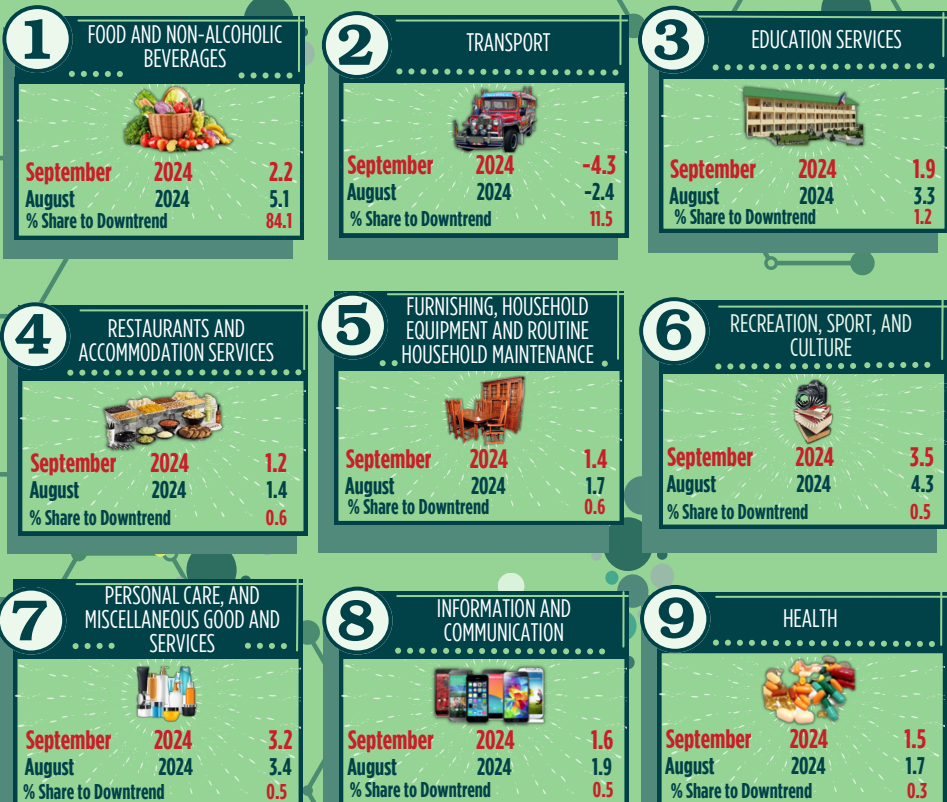 1
FOOD AND NON-ALCOHOLIC
BEVERAGES
September 2024 2.2
August 2024 5.1
% Share to Downtrend 84.1
2
TRANSPORT
September 2024 -4.3
August 2024 -2.4
% Share to Downtrend 11.5
3
EDUCATION SERVICES
September 2024 1.9
August 2024 3.3
% Share to Downtrend 1.2
4
RESTAURANTS AND
ACCOMMODATION SERVICES
September 2024 1.2
August 2024 1.4
% Share to Downtrend 0.6
5
FURNISHING, HOUSEHOLD
EQUIPMENT AND ROUTINE
HOUSEHOLD MAINTENANCE
September 2024 1.4
August 2024 1.7
% Share to Downtrend 0.6
6
RECREATION, SPORT, AND
CULTURE
September 2024 3.5
August 2024 4.3
% Share to Downtrend 0.5
7
PERSONAL CARE, AND
MISCELLANEOUS GOOD AND
SERVICES
September 2024 3.2
August 2024 3.4
% Share to Downtrend 0.5
8
INFORMATION AND
COMMUNICATION
September 2024 1.6
August 2024 1.9
% Share to Downtrend 0.5
9
HEALTH
September 2024 1.5
August 2024 1.7
% Share to Downtrend 0.3